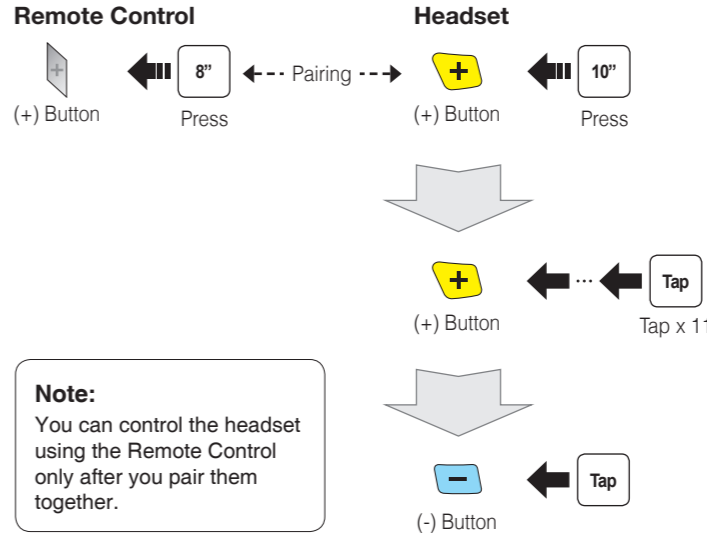 Remote Control
Headset
+
8”
Pairing
+
10”
(+) Button
Press
(+) Button
Press
+
...
Tap
(+) Button
Tap x 11
Note:
You can control the headset
using the Remote Control
only after you pair them
together.
−
Tap
(-) Button